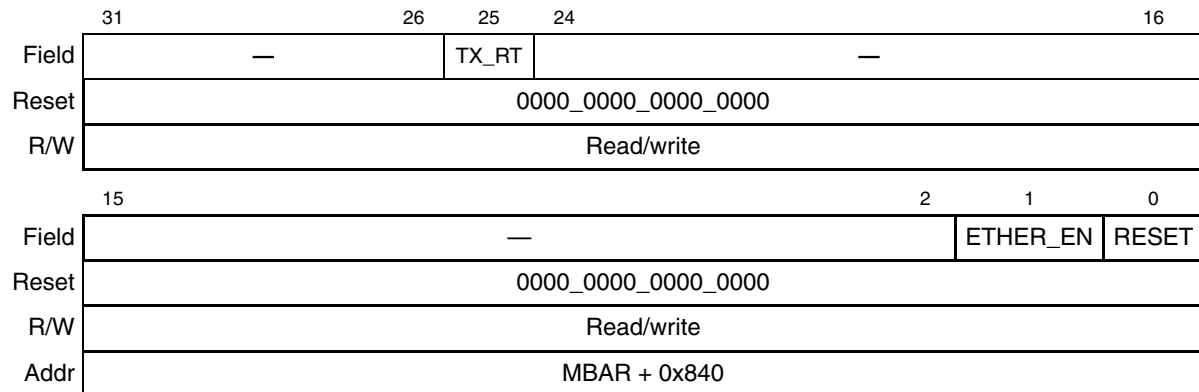 31 26 25 24 16
Field — TX_RT —
Reset 0000_0000_0000_0000
R/W Read/write
15 2 1 0
Field — ETHER_EN RESET
Reset 0000_0000_0000_0000
R/W Read/write
Addr MBAR + 0x840